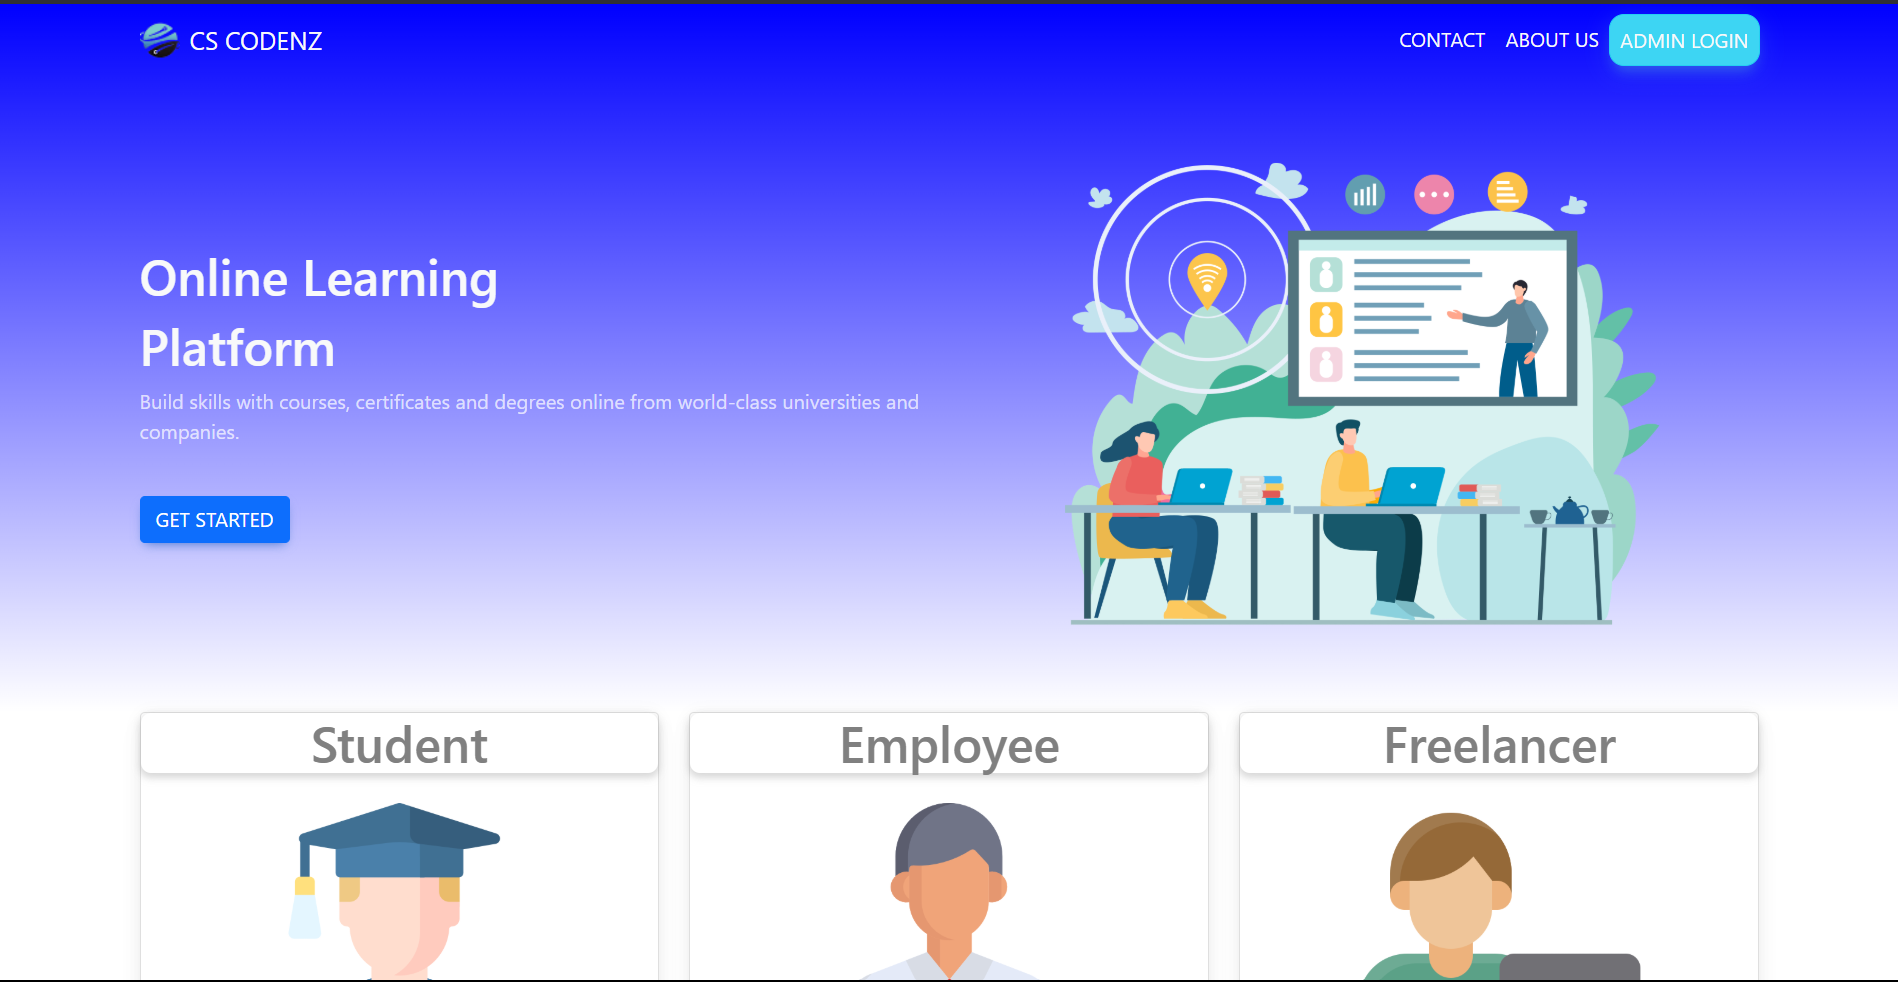 CS CODENZ
CONTACT
ABOUT US
ADMIN LOGIN
Online Learning
Platform
Build skills with courses, certificates and degrees online from world-class universities and
companies.
GET STARTED
Student
Employee
Freelancer